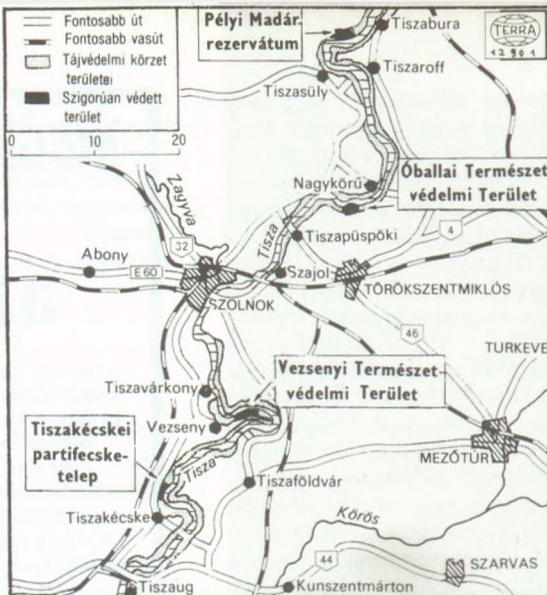 Fontosabb út
Fontosabb vasút
Tájvédelmi körzet
területei
Szigorúan védett
terület
0 10 20
Pélyi Madár-
rezervátum
Tiszabura
TERRA
12901
Tiszaroff
Tiszasüly
Nagykörű
Óballai Természet
védelmi Terület
Zagyva
Tisza
Tiszapüspöki
4
32
Abony
E60
Szajol
TÖRÖKSZENTMIKLÓS
SZOLNOK
46
TURKEVE
Vezsenyi Természet
védelmi Terület
Tiszavárkony
Vezseny
Tiszakécskei
partifecske-
telep
MEZŐTÚR
Tisza
Tiszaföldvár
Tiszakécske
Körös
44
SZARVAS
Tiszaug
Kunszentmárton